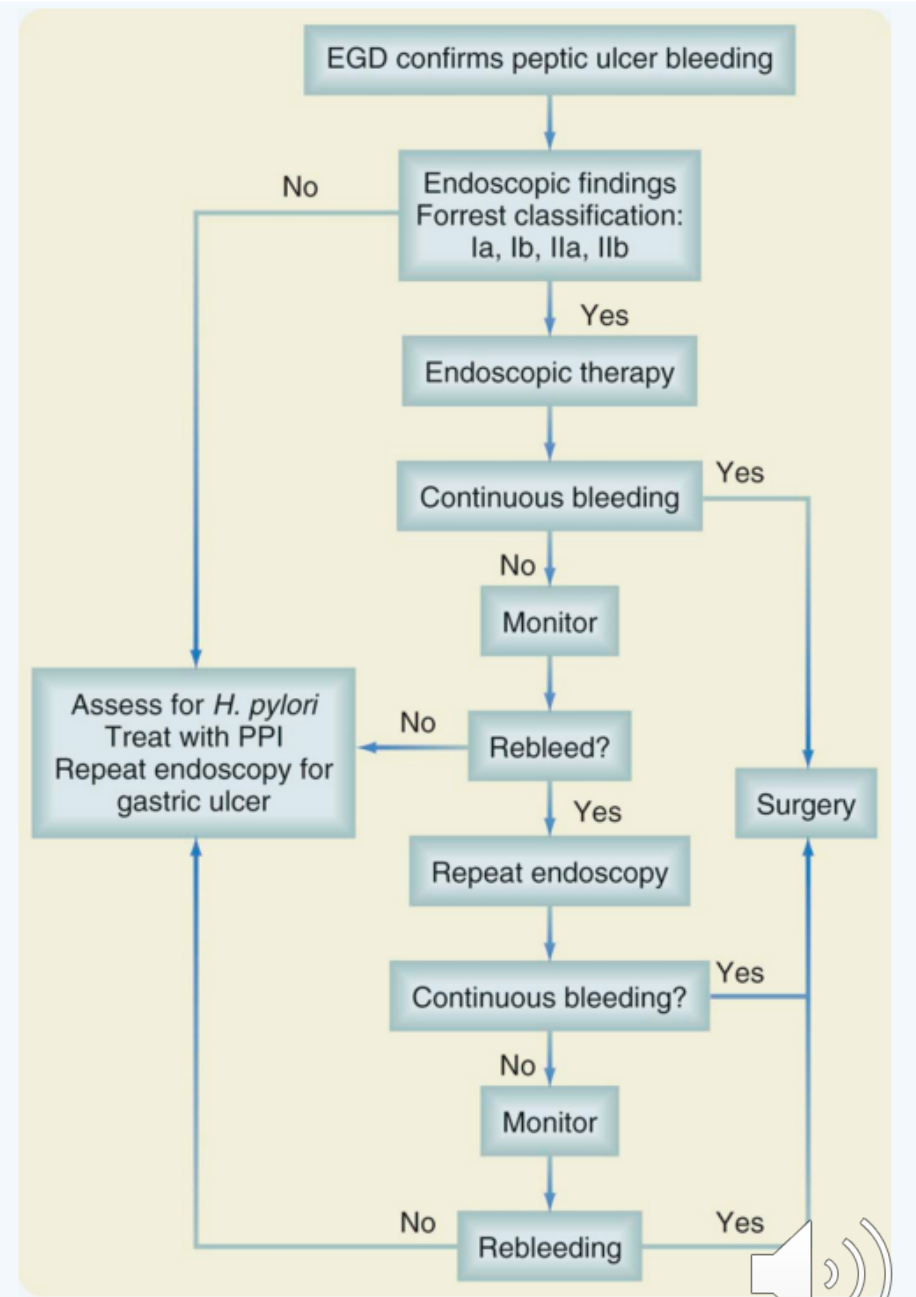 EGD confirms peptic ulcer bleeding
No
Endoscopic findings
Forrest classification:
Ia, Ib, IIa, IIb
Yes
Endoscopic therapy
Continuous bleeding
Yes
No
Monitor
Assess for H. pylori
Treat with PPI
Repeat endoscopy for
gastric ulcer
No
Rebleed?
Surgery
Yes
Repeat endoscopy
Continuous bleeding?
Yes
No
Monitor
No
Rebleeding
Yes